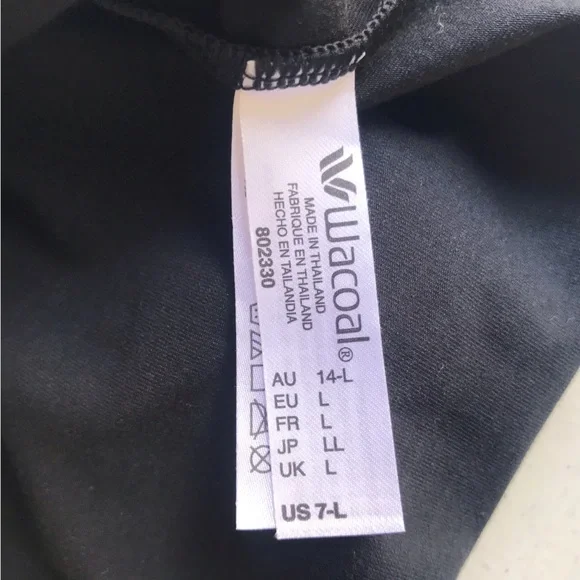 Wacoal®
MADE IN THAILAND
FABRIQUE EN THAILAND
HECHO EN TAILANDIA
802330
AU 14-L
EU L
FR L
JP LL
UK L
US 7-L